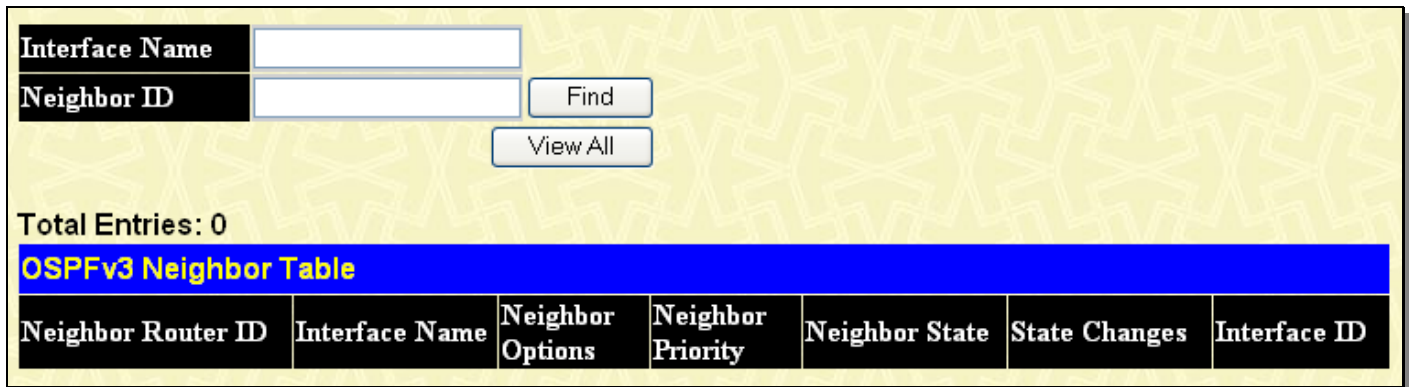 Interface Name
Neighbor ID
Find
View All
Total Entries: 0
OSPFv3 Neighbor Table
Neighbor Router ID Interface Name Neighbor Options Neighbor Priority Neighbor State State Changes Interface ID